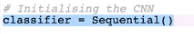 # Initialising the CNN
classifier = Sequential()